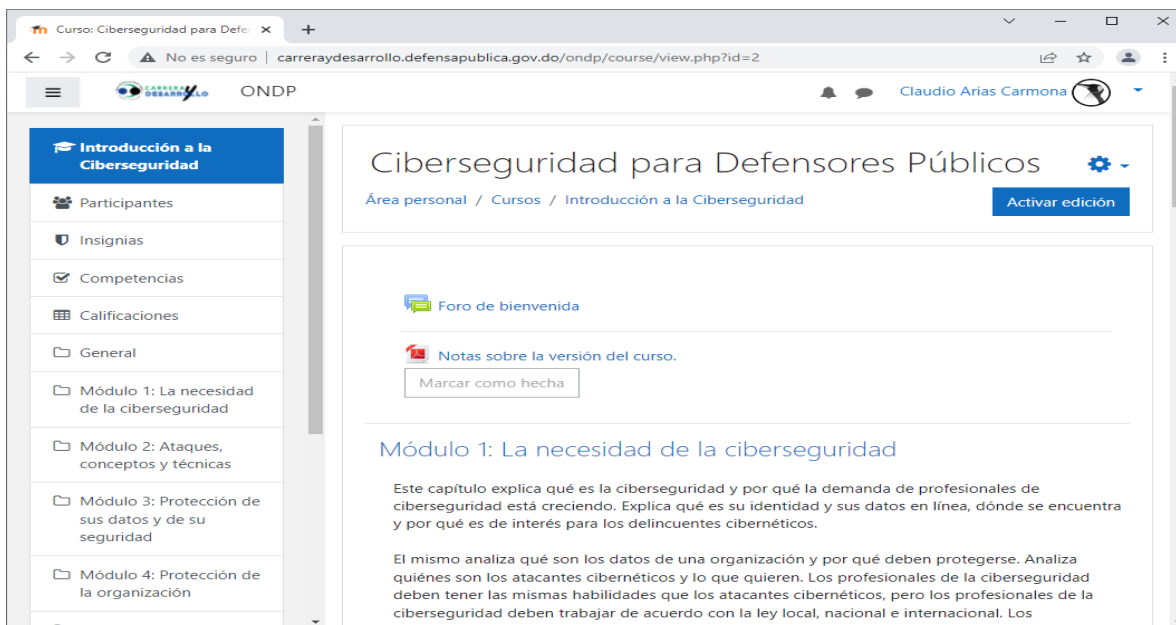 Curso: Ciberseguridad para Defe
No es seguro | carreraydesarrollo.defensapublica.gov.do/ondp/course/view.php?id=2
CARRERA Y DESARROLLO ONDP Claudio Arias Carmona
Introducción a la
Ciberseguridad
Participantes
Insignias
Competencias
Calificaciones
General
Módulo 1: La necesidad
de la ciberseguridad
Módulo 2: Ataques,
conceptos y técnicas
Módulo 3: Protección de
sus datos y de su
seguridad
Módulo 4: Protección de
la organización
Ciberseguridad para Defensores Públicos
Área personal / Cursos / Introducción a la Ciberseguridad
Activar edición
Foro de bienvenida
Notas sobre la versión del curso.
Marcar como hecha
Módulo 1: La necesidad de la ciberseguridad
Este capítulo explica qué es la ciberseguridad y por qué la demanda de profesionales de
ciberseguridad está creciendo. Explica qué es su identidad y sus datos en línea, dónde se encuentra
y por qué es de interés para los delincuentes cibernéticos.
El mismo analiza qué son los datos de una organización y por qué deben protegerse. Analiza
quiénes son los atacantes cibernéticos y lo que quieren. Los profesionales de la ciberseguridad
deben tener las mismas habilidades que los atacantes cibernéticos, pero los profesionales de la
ciberseguridad deben trabajar de acuerdo con la ley local, nacional e internacional. Los